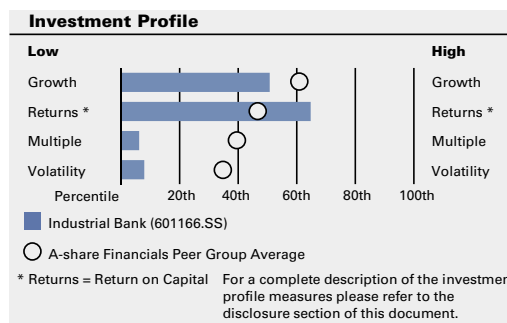 Investment Profile
Low High
Growth Growth
Returns * Returns *
Multiple Multiple
Volatility Volatility
Percentile 20th 40th 60th 80th 100th
Industrial Bank (601166.SS)
A-share Financials Peer Group Average
* Returns = Return on Capital For a complete description of the investmer
profile measures please refer to the
disclosure section of this document.